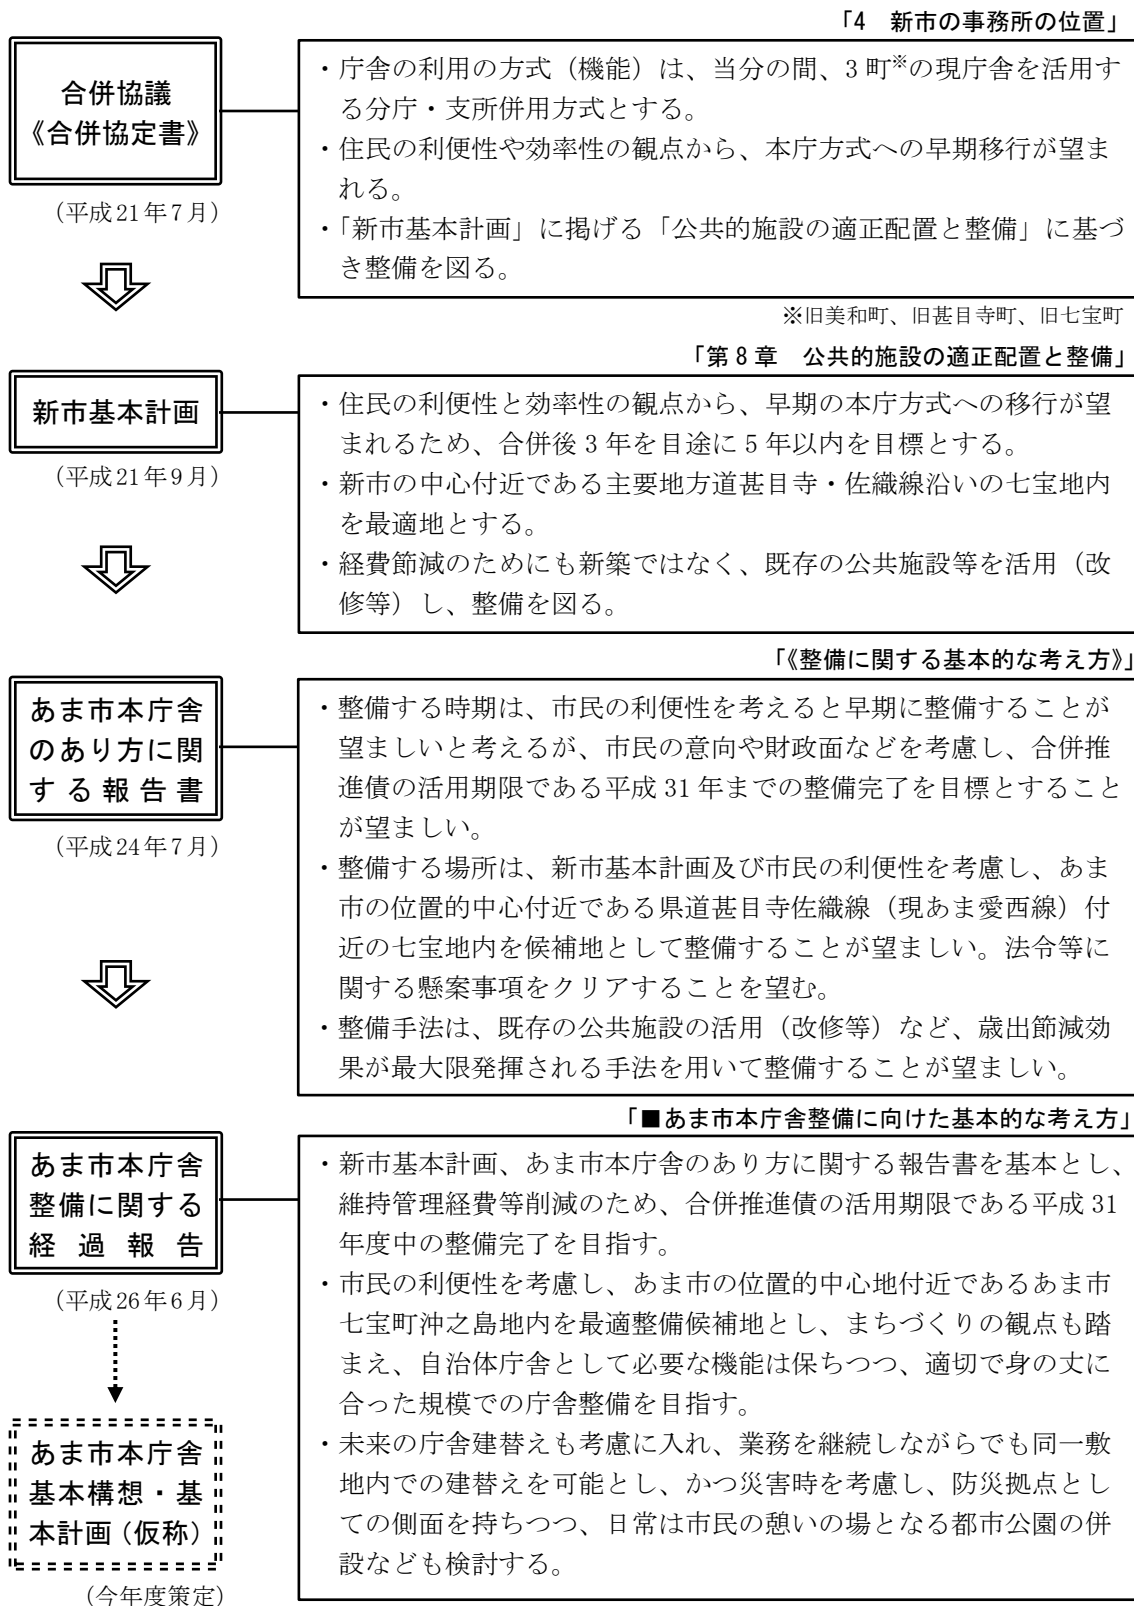 「4　新市の事務所の位置」
合併協議
《合併協定書》
(平成21年7月)
・庁舎の利用の方式（機能）は、当分の間、3町※の現庁舎を活用す
る分庁・支所併用方式とする。
・住民の利便性や効率性の観点から、本庁方式への早期移行が望ま
れる。
・「新市基本計画」に掲げる「公共的施設の適正配置と整備」に基づ
き整備を図る。
※旧美和町、旧甚目寺町、旧七宝町
「第8章　公共的施設の適正配置と整備」
新市基本計画
(平成21年9月)
・住民の利便性と効率性の観点から、早期の本庁方式への移行が望
まれるため、合併後3年を目途に5年以内を目標とする。
・新市の中心付近である主要地方道甚目寺・佐織線沿いの七宝地内
を最適地とする。
・経費節減のためにも新築ではなく、既存の公共施設等を活用（改
修等）し、整備を図る。
「《整備に関する基本的な考え方》」
あま市本庁舎
のあり方に関
する報告書
(平成24年7月)
・整備する時期は、市民の利便性を考えると早期に整備することが
望ましいと考えるが、市民の意向や財政面などを考慮し、合併推
進債の活用期限である平成31年までの整備完了を目標とすること
が望ましい。
・整備する場所は、新市基本計画及び市民の利便性を考慮し、あま
市の位置的中心付近である県道甚目寺佐織線（現あま愛西線）付
近の七宝地内を候補地として整備することが望ましい。法令等に
関する懸案事項をクリアすることを望む。
・整備手法は、既存の公共施設の活用（改修等）など、歳出節減効
果が最大限発揮される手法を用いて整備することが望ましい。
「■あま市本庁舎整備に向けた基本的な考え方」
あま市本庁舎
整備に関する
経過報告
(平成26年6月)
・新市基本計画、あま市本庁舎のあり方に関する報告書を基本とし、
維持管理経費等削減のため、合併推進債の活用期限である平成31
年度中の整備完了を目指す。
・市民の利便性を考慮し、あま市の位置的中心地付近であるあま市
七宝町沖之島地内を最適整備候補地とし、まちづくりの観点も踏
まえ、自治体庁舎として必要な機能は保ちつつ、適切で身の丈に
合った規模での庁舎整備を目指す。
・未来の庁舎建替えも考慮に入れ、業務を継続しながらでも同一敷
地内での建替えを可能とし、かつ災害時を考慮し、防災拠点とし
ての側面を持ちつつ、日常は市民の憩いの場となる都市公園の併
設なども検討する。
あま市本庁舎
基本構想・基
本計画（仮称）
(今年度策定)